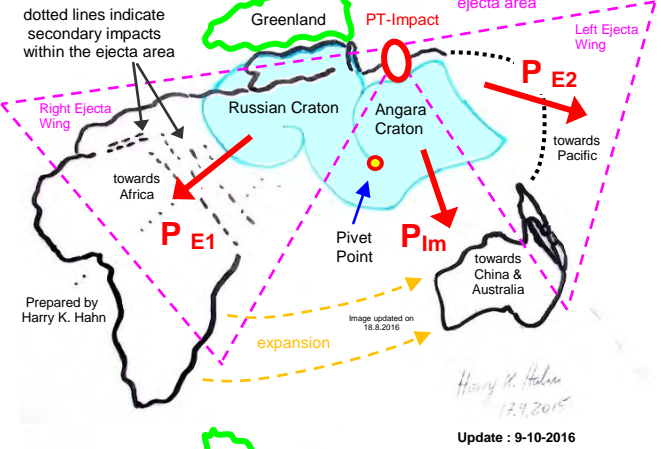 dotted lines indicate
secondary impacts
within the ejecta area
Greenland
PT-Impact
ejecta area
Left Ejecta
Wing
P E2
Right Ejecta
Wing
Russian Craton
Angara
Craton
towards
Pacific
towards
Africa
P E1
Pivet
Point
PIm
towards
China &
Australia
Prepared by
Harry K. Hahn
Image updated on
18.8.2016
expansion
Harry K. Hahn
17.9.2015
Update : 9-10-2016